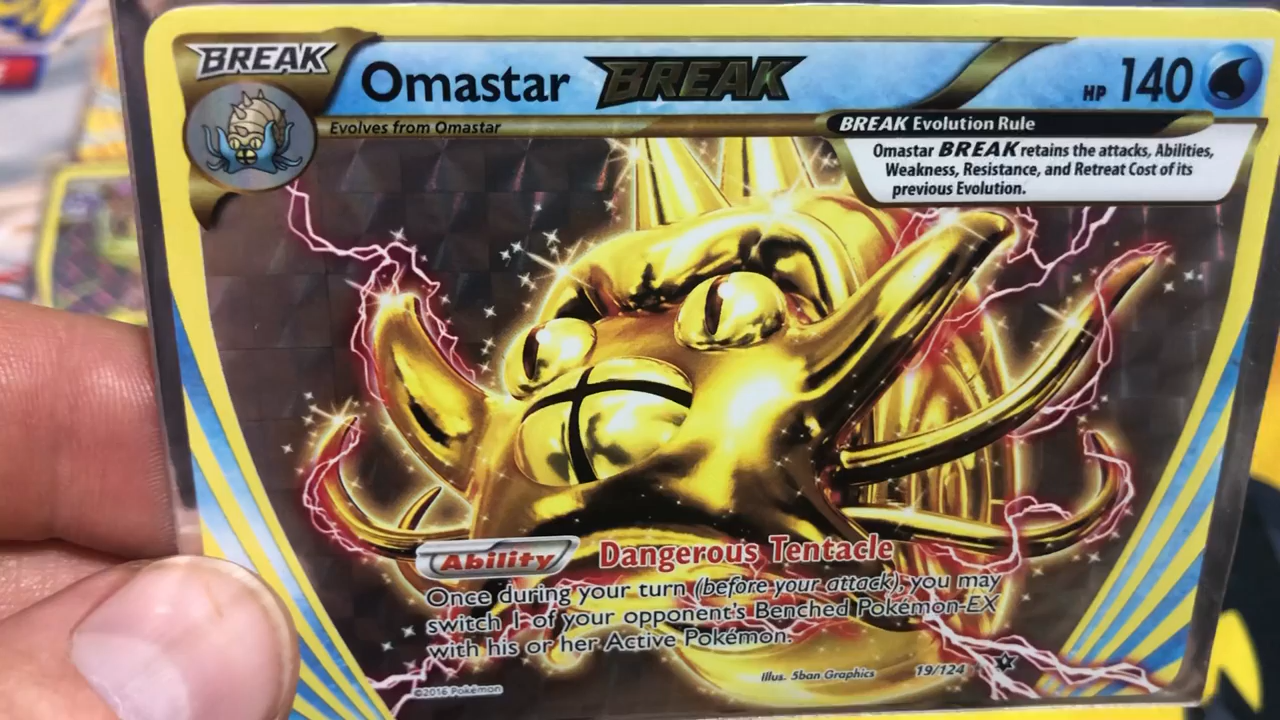 BREAK
Omastar BREAK HP 140
Evolves from Omastar
BREAK Evolution Rule
Omastar BREAK retains the attacks, Abilities,
Weakness, Resistance, and Retreat Cost of its
previous Evolution.
Ability Dangerous Tentacle
Once during your turn (before your attack), you may
switch 1 of your opponent's Benched Pokémon-EX
with his or her Active Pokémon.
Illus. 5ban Graphics 19/124
©2016 Pokémon